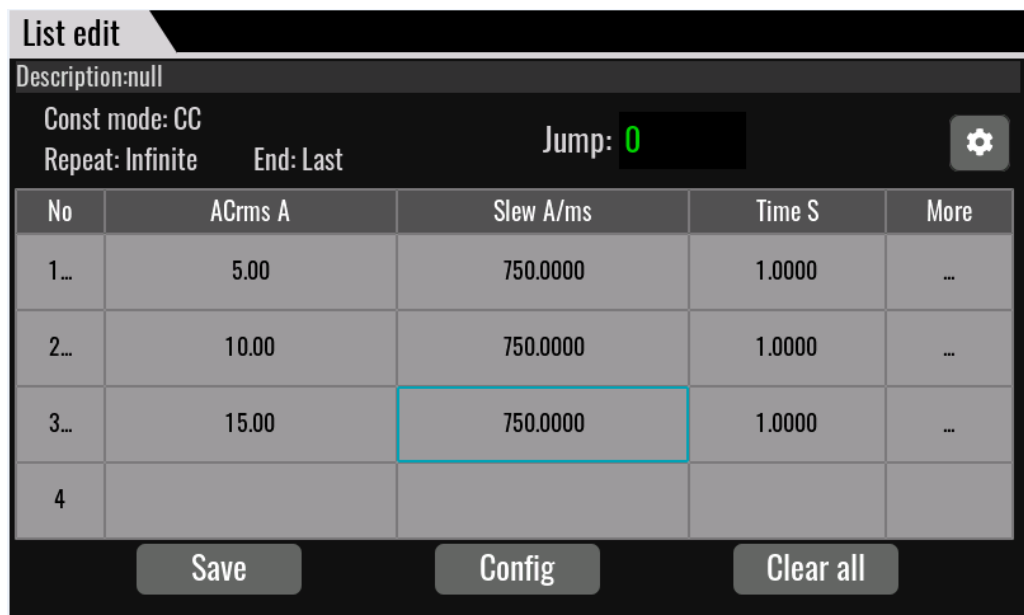 List edit
Description:null
Const mode: CC
Repeat: Infinite End: Last
Jump: 0
No ACrms A Slew A/ms Time S More
1... 5.00 750.0000 1.0000 ...
2... 10.00 750.0000 1.0000 ...
3... 15.00 750.0000 1.0000 ...
4
Save Config Clear all